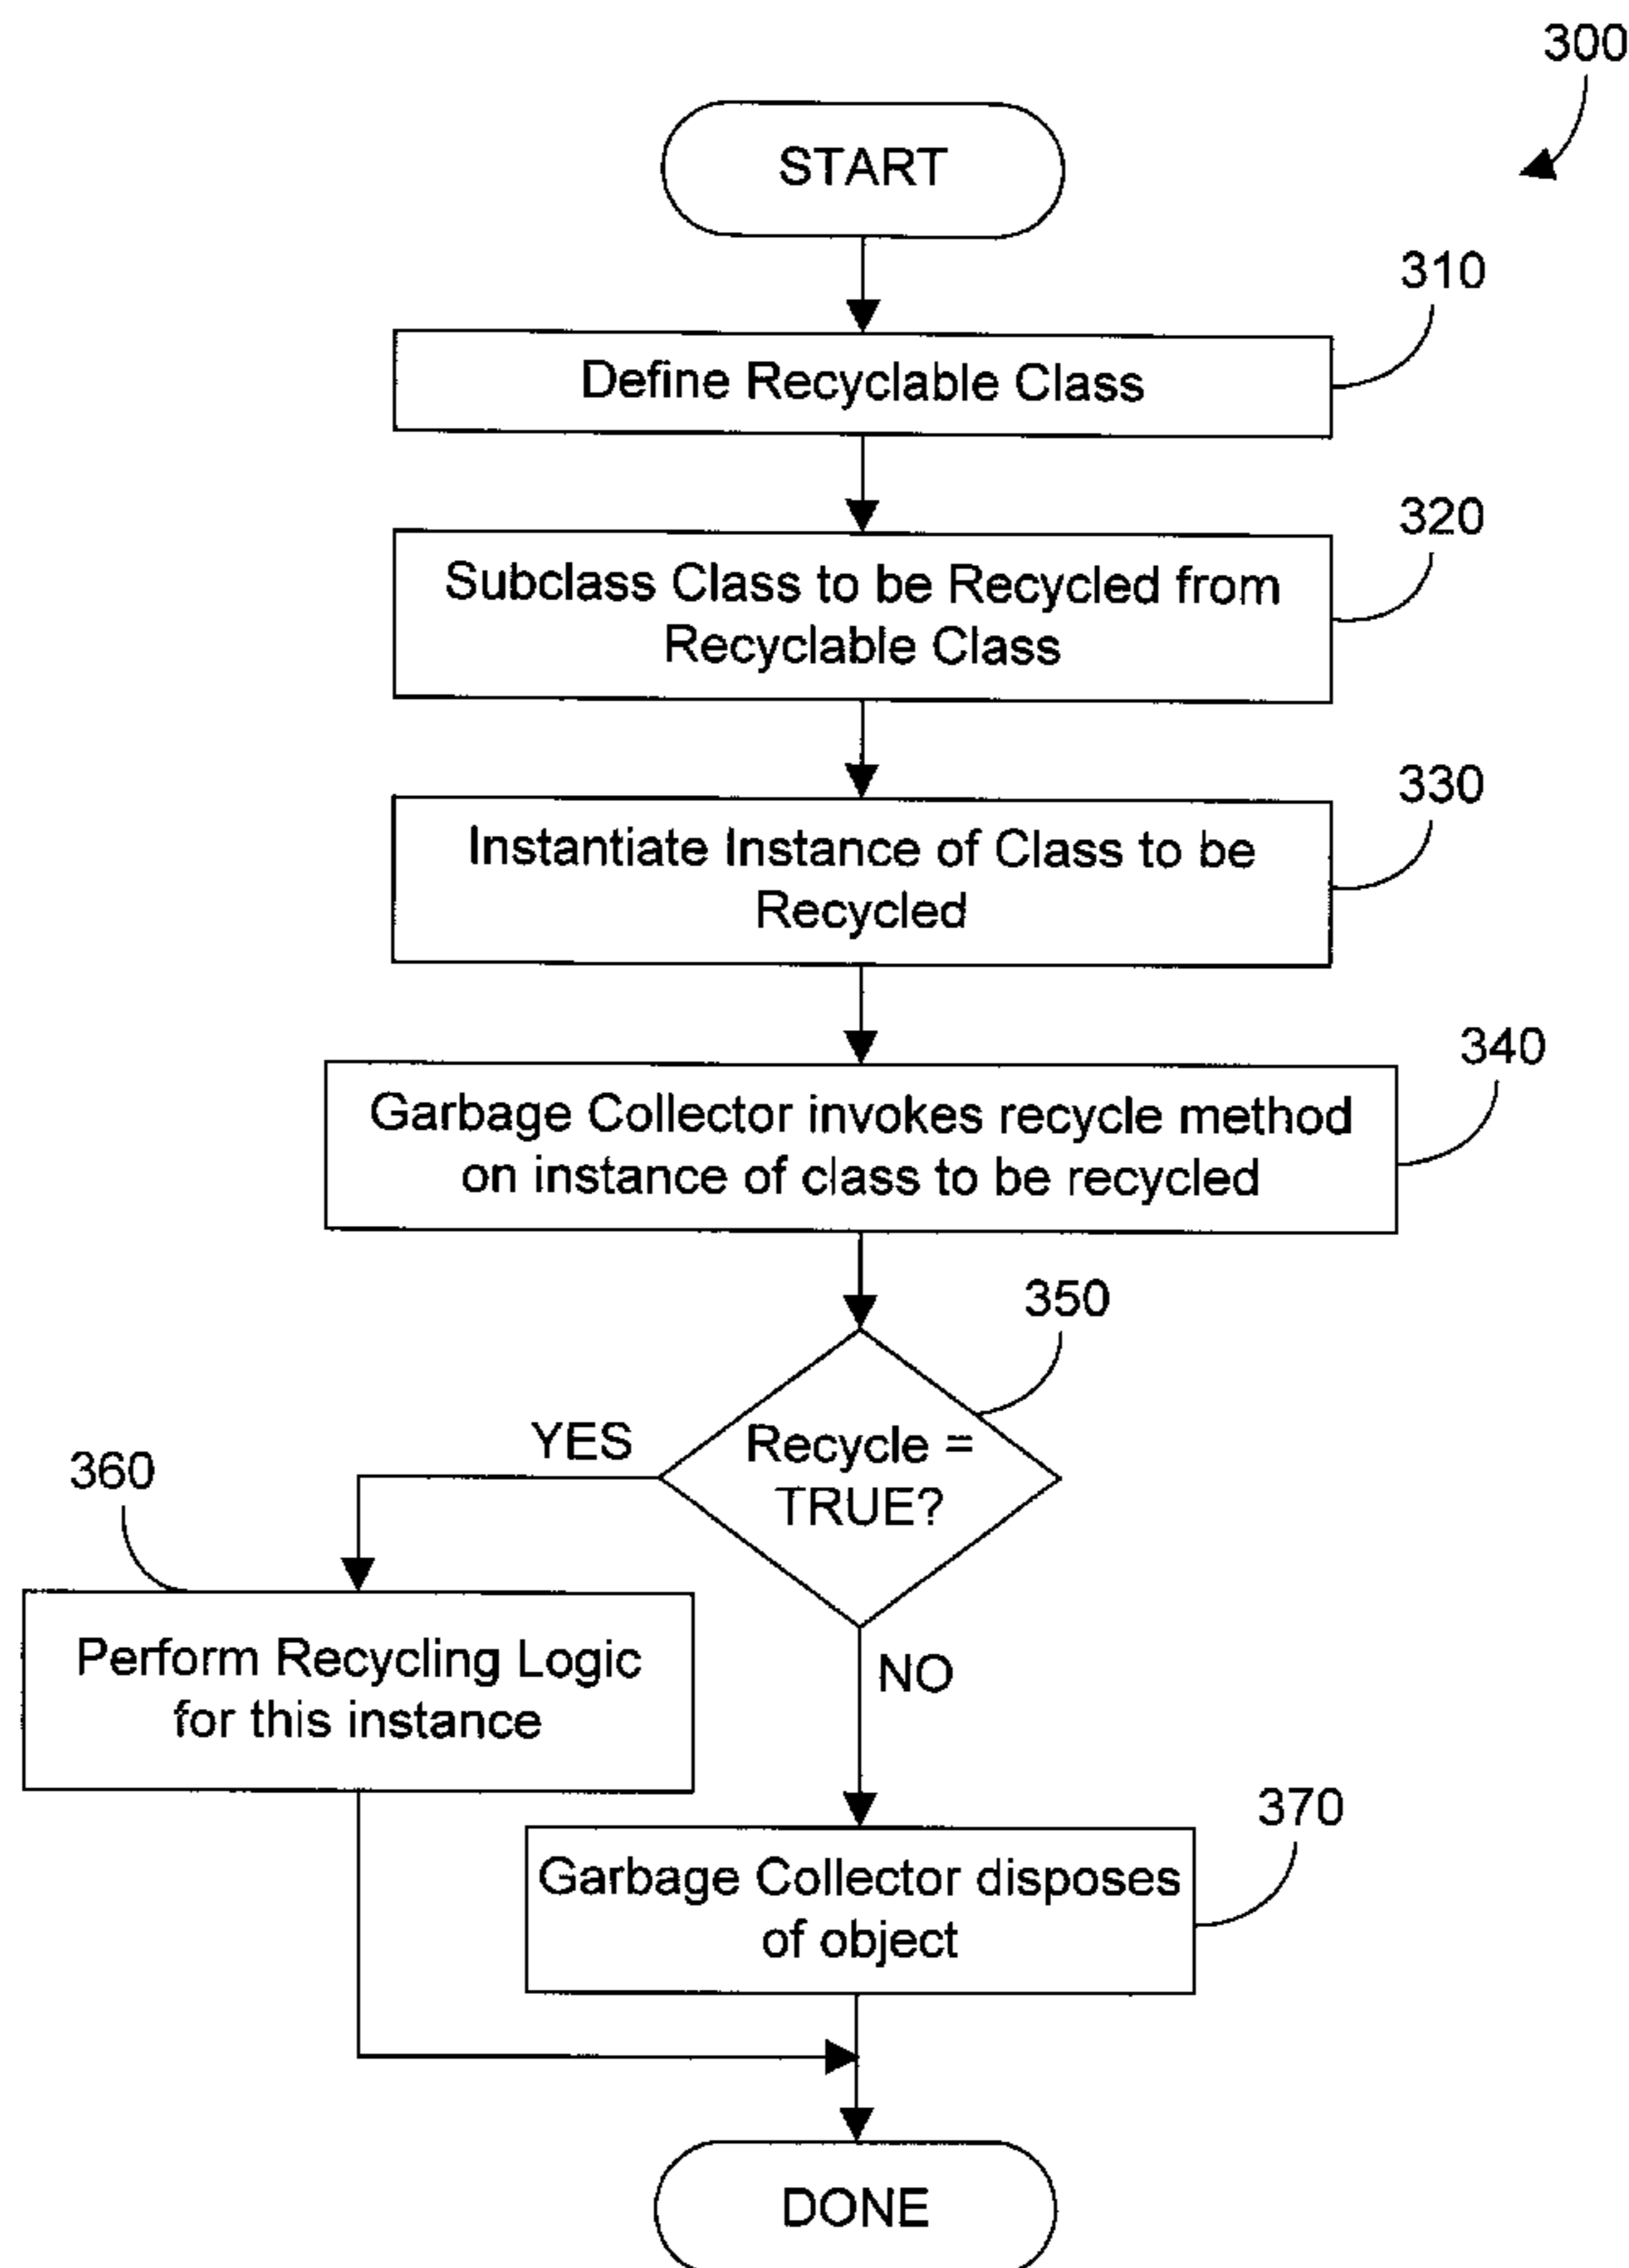 300
START
310
Define Recyclable Class
320
Subclass Class to be Recycled from
Recyclable Class
330
Instantiate Instance of Class to be
Recycled
340
Garbage Collector invokes recycle method
on instance of class to be recycled
350
Recycle =
TRUE?
YES
360
Perform Recycling Logic
for this instance
NO
370
Garbage Collector disposes
of object
DONE